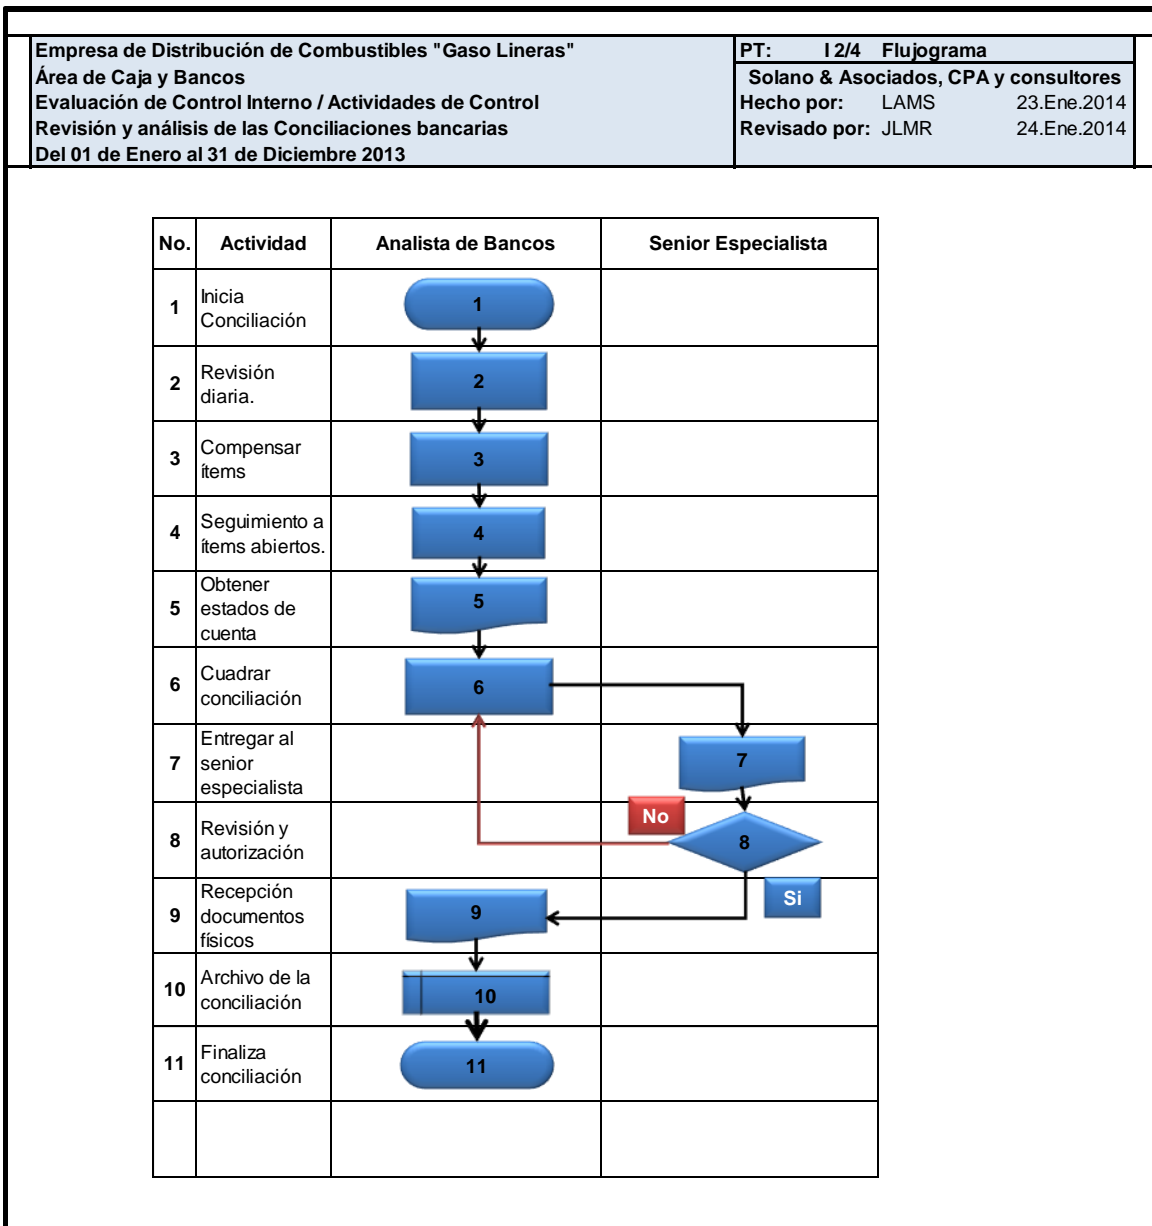 Empresa de Distribución de Combustibles "Gaso Lineras"
Área de Caja y Bancos
Evaluación de Control Interno / Actividades de Control
Revisión y análisis de las Conciliaciones bancarias
Del 01 de Enero al 31 de Diciembre 2013
PT: I 2/4 Flujograma
Solano & Asociados, CPA y consultores
Hecho por: LAMS 23.Ene.2014
Revisado por: JLMR 24.Ene.2014
No. Actividad Analista de Bancos Senior Especialista
1 Inicia
Conciliación
1
2 Revisión
diaria.
2
3 Compensar
ítems
3
4 Seguimiento a
ítems abiertos.
4
5 Obtener
estados de
cuenta
5
6 Cuadrar
conciliación
6
7 Entregar al
senior
especialista
7
8 Revisión y
autorización
No
8
9 Recepción
documentos
físicos
9
Si
10 Archivo de la
conciliación
10
11 Finaliza
conciliación
11